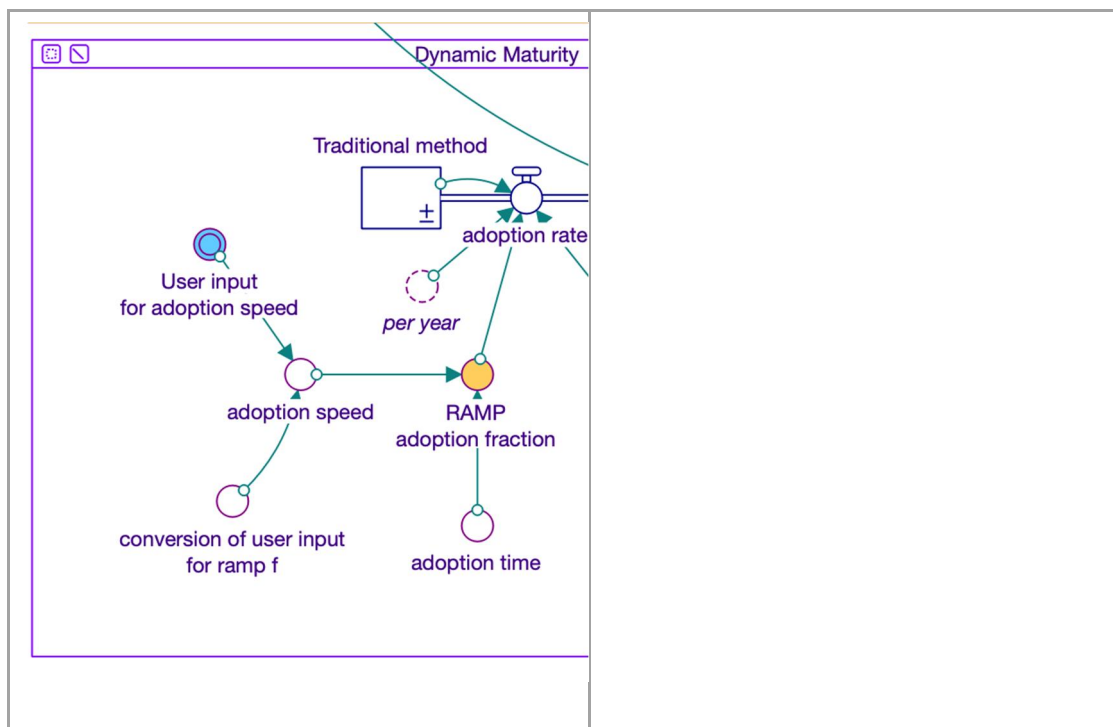 Dynamic Maturity
Traditional method
adoption rate
User input
for adoption speed
per year
adoption speed
RAMP
adoption fraction
conversion of user input
for ramp f
adoption time